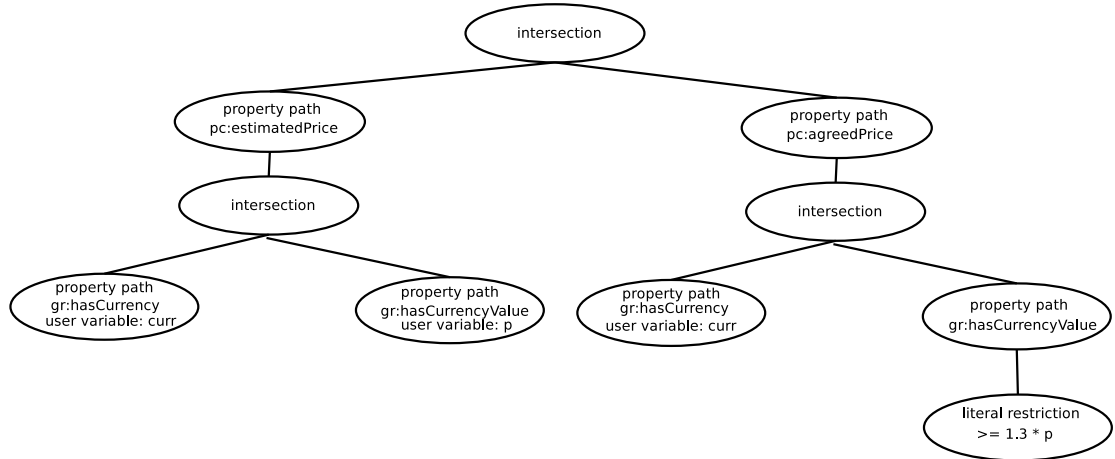 intersection
property path
pc:estimatedPrice
property path
pc:agreedPrice
intersection
intersection
property path
gr:hasCurrency
user variable: curr
property path
gr:hasCurrencyValue
user variable: p
property path
gr:hasCurrency
user variable: curr
property path
gr:hasCurrencyValue
literal restriction
>= 1.3 * p